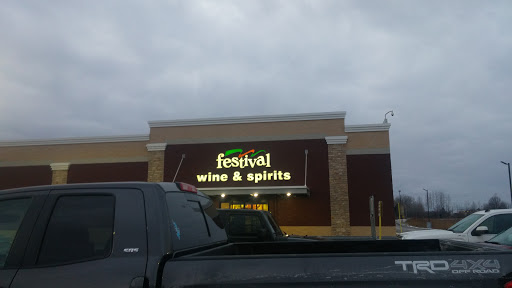 festival
wine & spirits
TRD 4X4
OFF ROAD